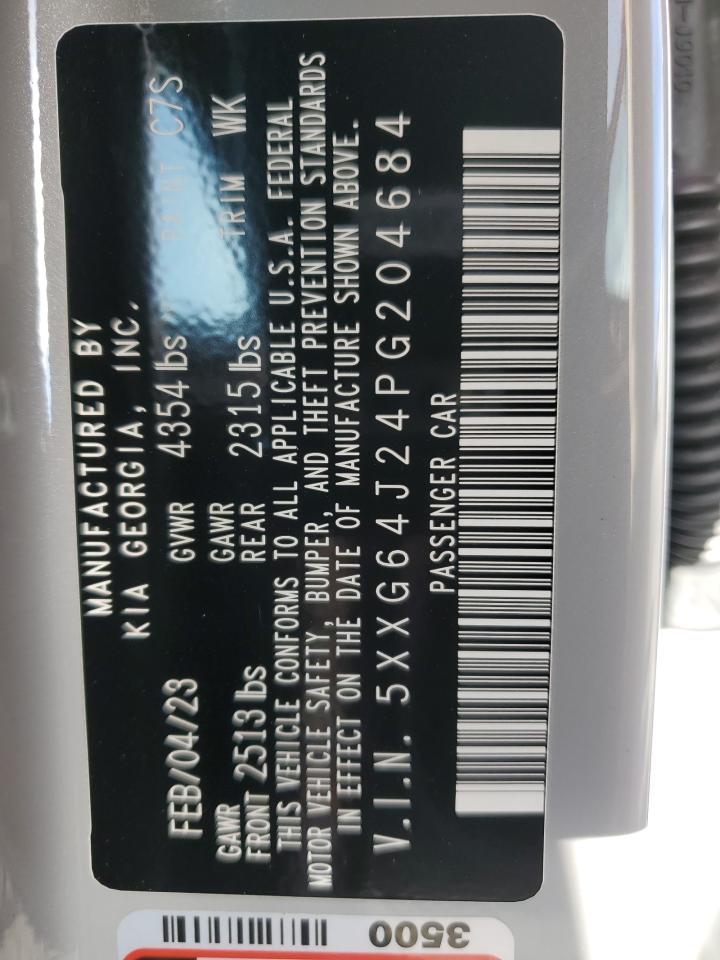 MANUFACTURED BY
KIA GEORGIA, INC.
FEB/04/23 GVWR 4354 lbs PAINT C7S
GAWR FRONT 2513 lbs GAWR REAR 2315 lbs TRIM WK
THIS VEHICLE CONFORMS TO ALL APPLICABLE U.S.A. FEDERAL
MOTOR VEHICLE SAFETY, BUMPER, AND THEFT PREVENTION STANDARDS
IN EFFECT ON THE DATE OF MANUFACTURE SHOWN ABOVE.
V.I.N. 5XXG64J24PG204684
PASSENGER CAR
3500